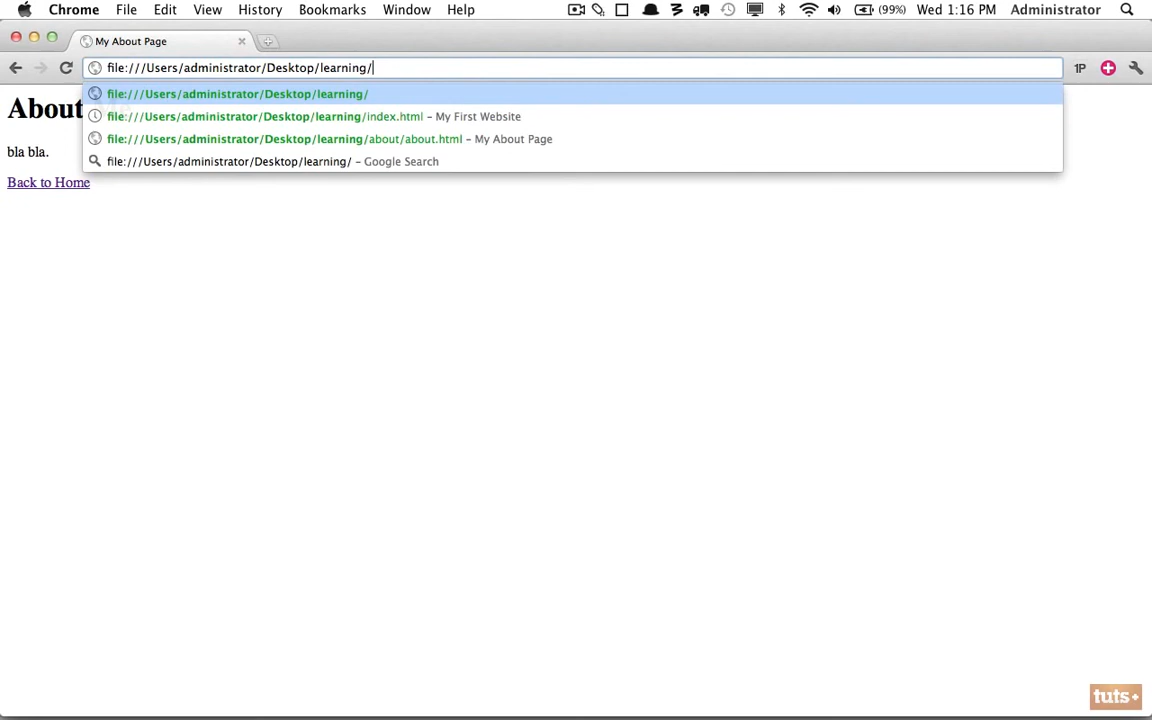 Chrome File Edit View History Bookmarks Window Help (99%) Wed 1:16 PM Administrator
My About Page
file:///Users/administrator/Desktop/learning/ 1P
file:///Users/administrator/Desktop/learning/
About
file:///Users/administrator/Desktop/learning/index.html – My First Website
file:///Users/administrator/Desktop/learning/about/about.html – My About Page
bla bla.
file:///Users/administrator/Desktop/learning/ – Google Search
Back to Home
tuts+